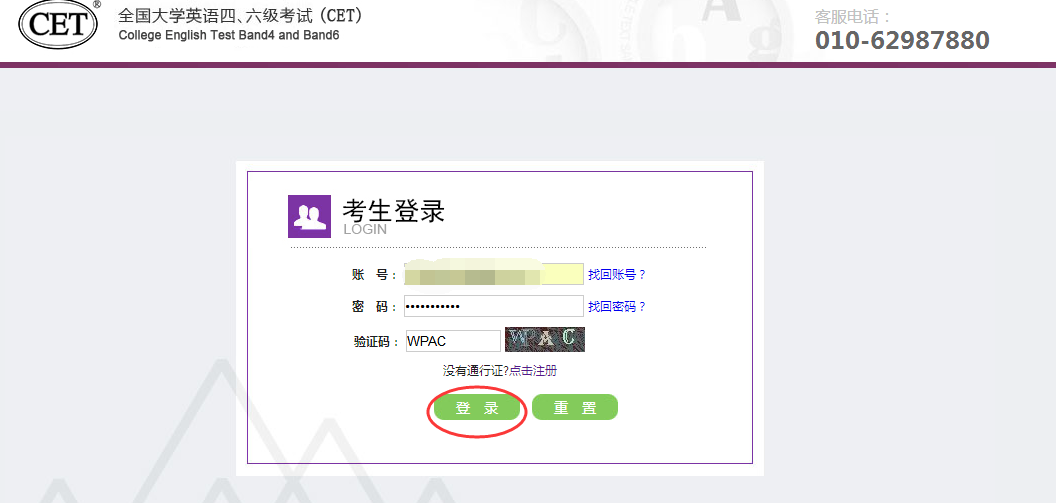 CET®
全国大学英语四、六级考试（CET）
College English Test Band4 and Band6
客服电话：
010-62987880
考生登录
LOGIN
账 号： 找回账号？
密 码： ••••••••••• 找回密码？
验证码： WPAC WAC
没有通行证?点击注册
登 录 重 置